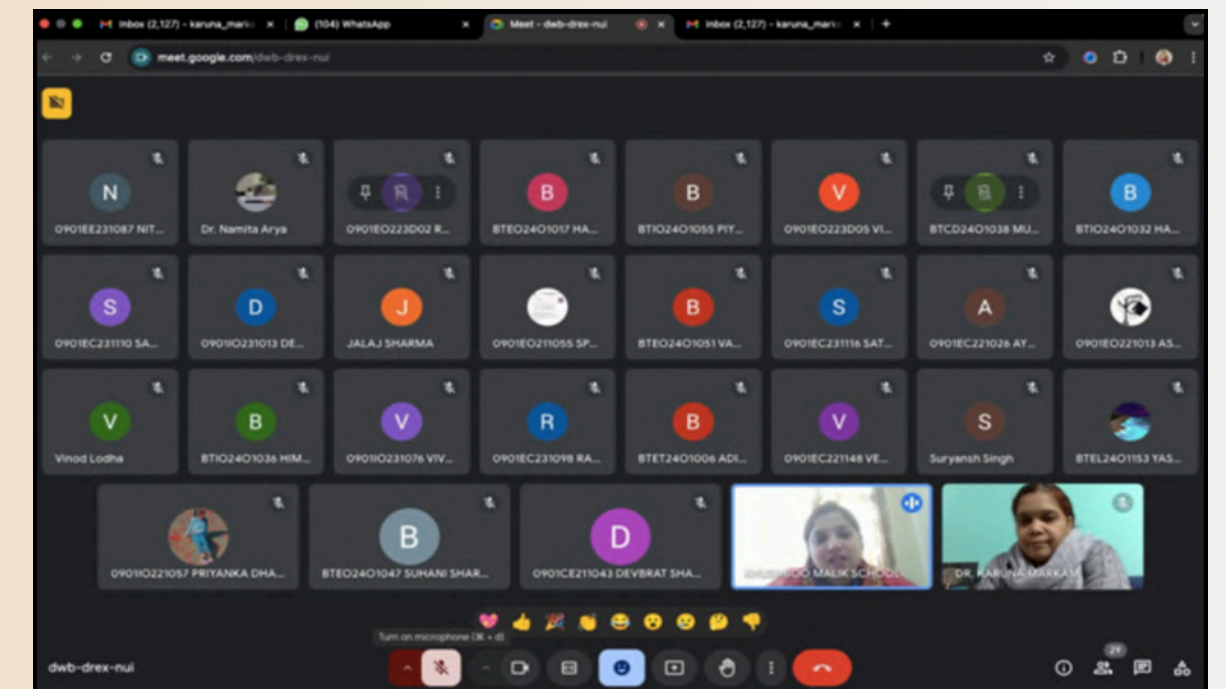 Inbox (2,127) - karuna_marka
(104) WhatsApp
Meet - dwb-drex-nui
Inbox (2,127) - karuna_marka
meet.google.com/dwb-drex-nui
N
B
B
V
B
0901EE231087 NIT...
Dr. Namita Arya
0901EO223D02 R...
BTEO24O1017 HA...
BTIO24O1055 PIY...
0901EO223D05 VI...
BTCD24O1038 MU...
BTIO24O1032 HA...
S
D
J
B
S
A
0901EC231110 SA...
0901IO231013 DE...
JALAJ SHARMA
0901EO211055 SP...
BTEO24O1051 VA...
0901EC231116 SAT...
0901EC221026 AY...
0901EO221013 AS...
V
B
V
R
B
V
S
Vinod Lodha
BTIO24O1036 HIM...
0901IO231076 VIV...
0901EC231098 RA...
BTET24O1006 ADI...
0901EC221148 VE...
Suryansh Singh
BTEL24O1153 YAS...
B
D
0901IO221057 PRIYANKA DHA...
BTEO24O1047 SUHANI SHAR...
0901CE211043 DEVBRAT SHA...
MALIK SCHOOL
DR. KARUNA MARKAM
Turn on microphone (⌘ + d)
dwb-drex-nui
29